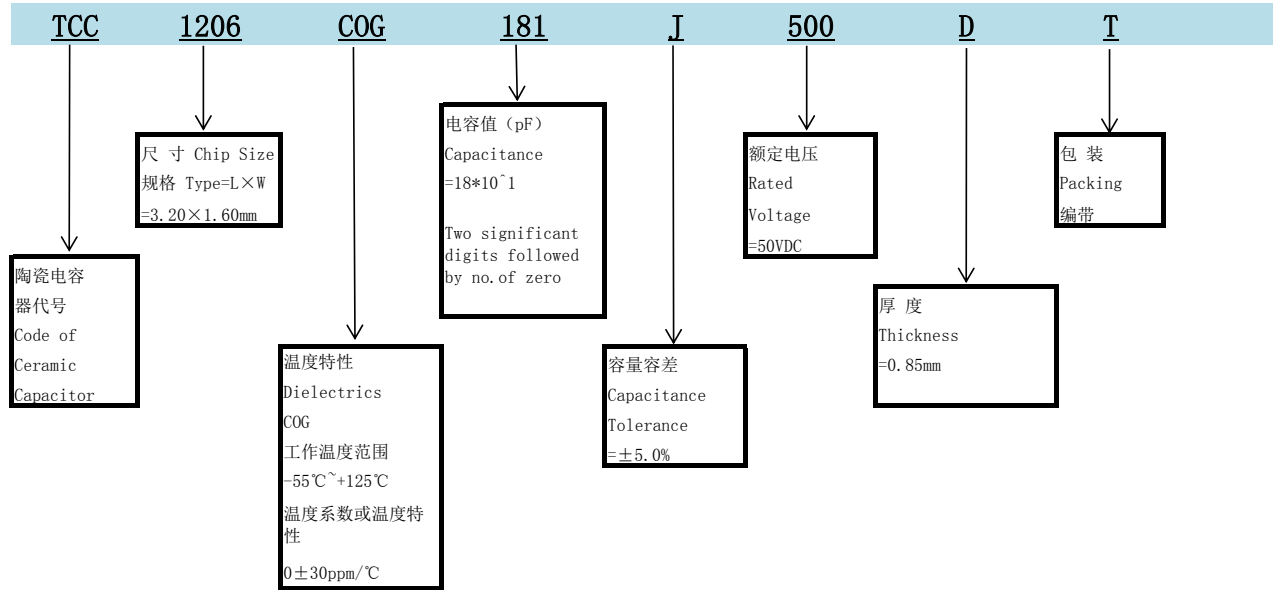 TCC 1206 COG 181 J 500 D T
尺 寸 Chip Size
规格 Type=L×W
=3.20×1.60mm
电容值（pF）
Capacitance
=18*10^1
Two significant
digits followed
by no.of zero
额定电压
Rated
Voltage
=50VDC
包 装
Packing
编带
陶瓷电容
器代号
Code of
Ceramic
Capacitor
温度特性
Dielectrics
COG
工作温度范围
-55℃~+125℃
温度系数或温度特
性
0±30ppm/℃
容量容差
Capacitance
Tolerance
=±5.0%
厚 度
Thickness
=0.85mm